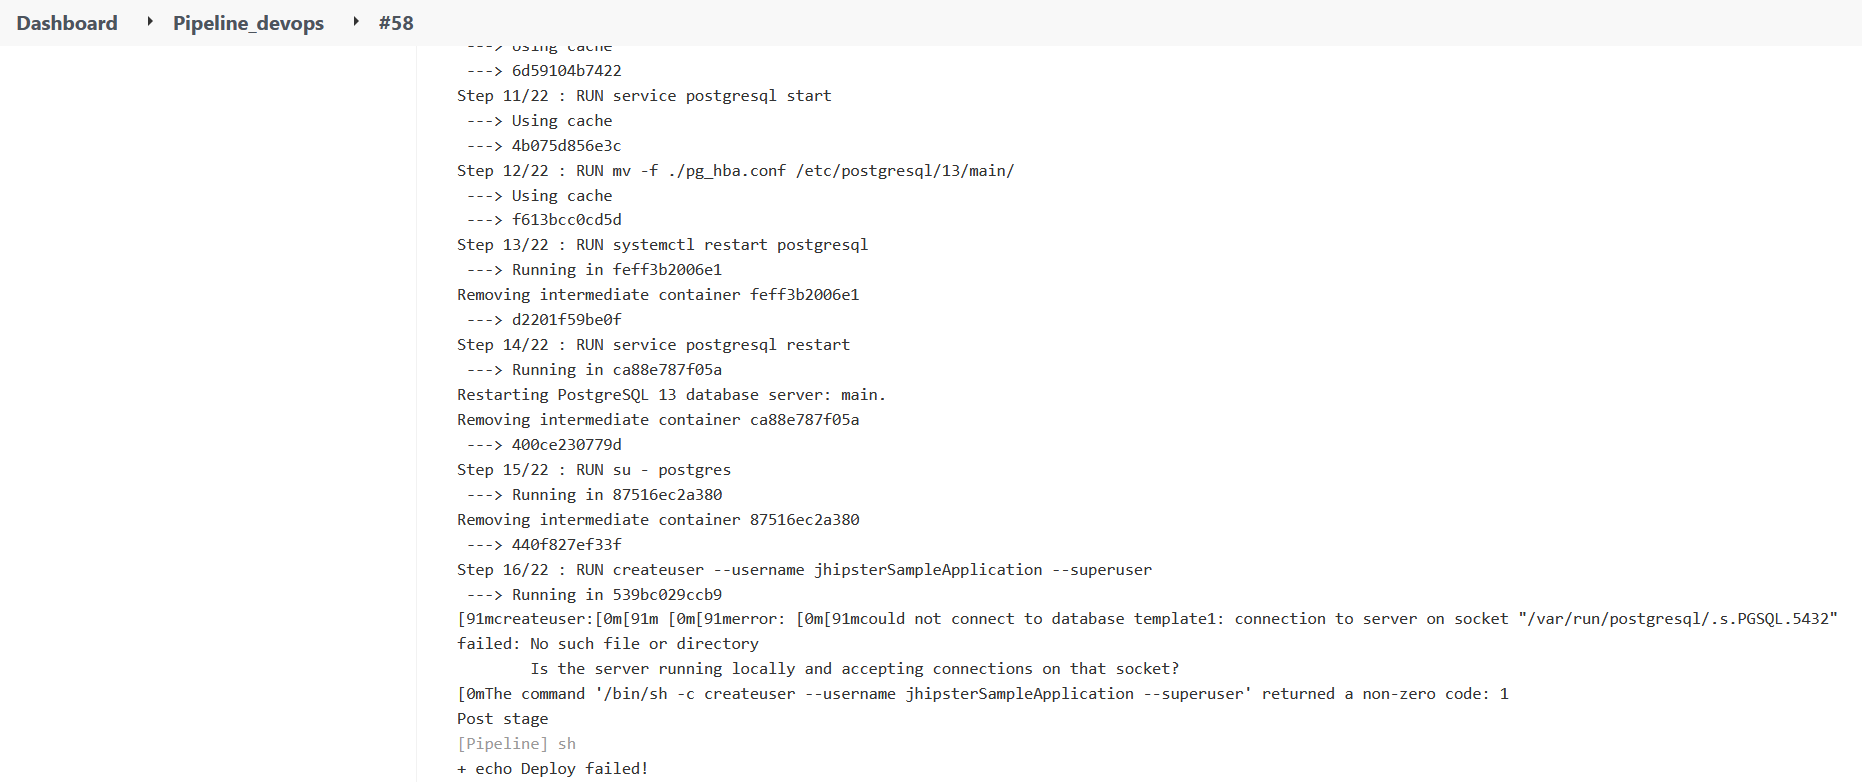 Dashboard Pipeline_devops #58
---> Using cache
---> 6d59104b7422
Step 11/22 : RUN service postgresql start
---> Using cache
---> 4b075d856e3c
Step 12/22 : RUN mv -f ./pg_hba.conf /etc/postgresql/13/main/
---> Using cache
---> f613bcc0cd5d
Step 13/22 : RUN systemctl restart postgresql
---> Running in feff3b2006e1
Removing intermediate container feff3b2006e1
---> d2201f59be0f
Step 14/22 : RUN service postgresql restart
---> Running in ca88e787f05a
Restarting PostgreSQL 13 database server: main.
Removing intermediate container ca88e787f05a
---> 400ce230779d
Step 15/22 : RUN su - postgres
---> Running in 87516ec2a380
Removing intermediate container 87516ec2a380
---> 440f827ef33f
Step 16/22 : RUN createuser --username jhipsterSampleApplication --superuser
---> Running in 539bc029ccb9
[91mcreateuser:[0m[91m [0m[91merror: [0m[91mcould not connect to database template1: connection to server on socket "/var/run/postgresql/.s.PGSQL.5432"
failed: No such file or directory
Is the server running locally and accepting connections on that socket?
[0mThe command '/bin/sh -c createuser --username jhipsterSampleApplication --superuser' returned a non-zero code: 1
Post stage
[Pipeline] sh
+ echo Deploy failed!